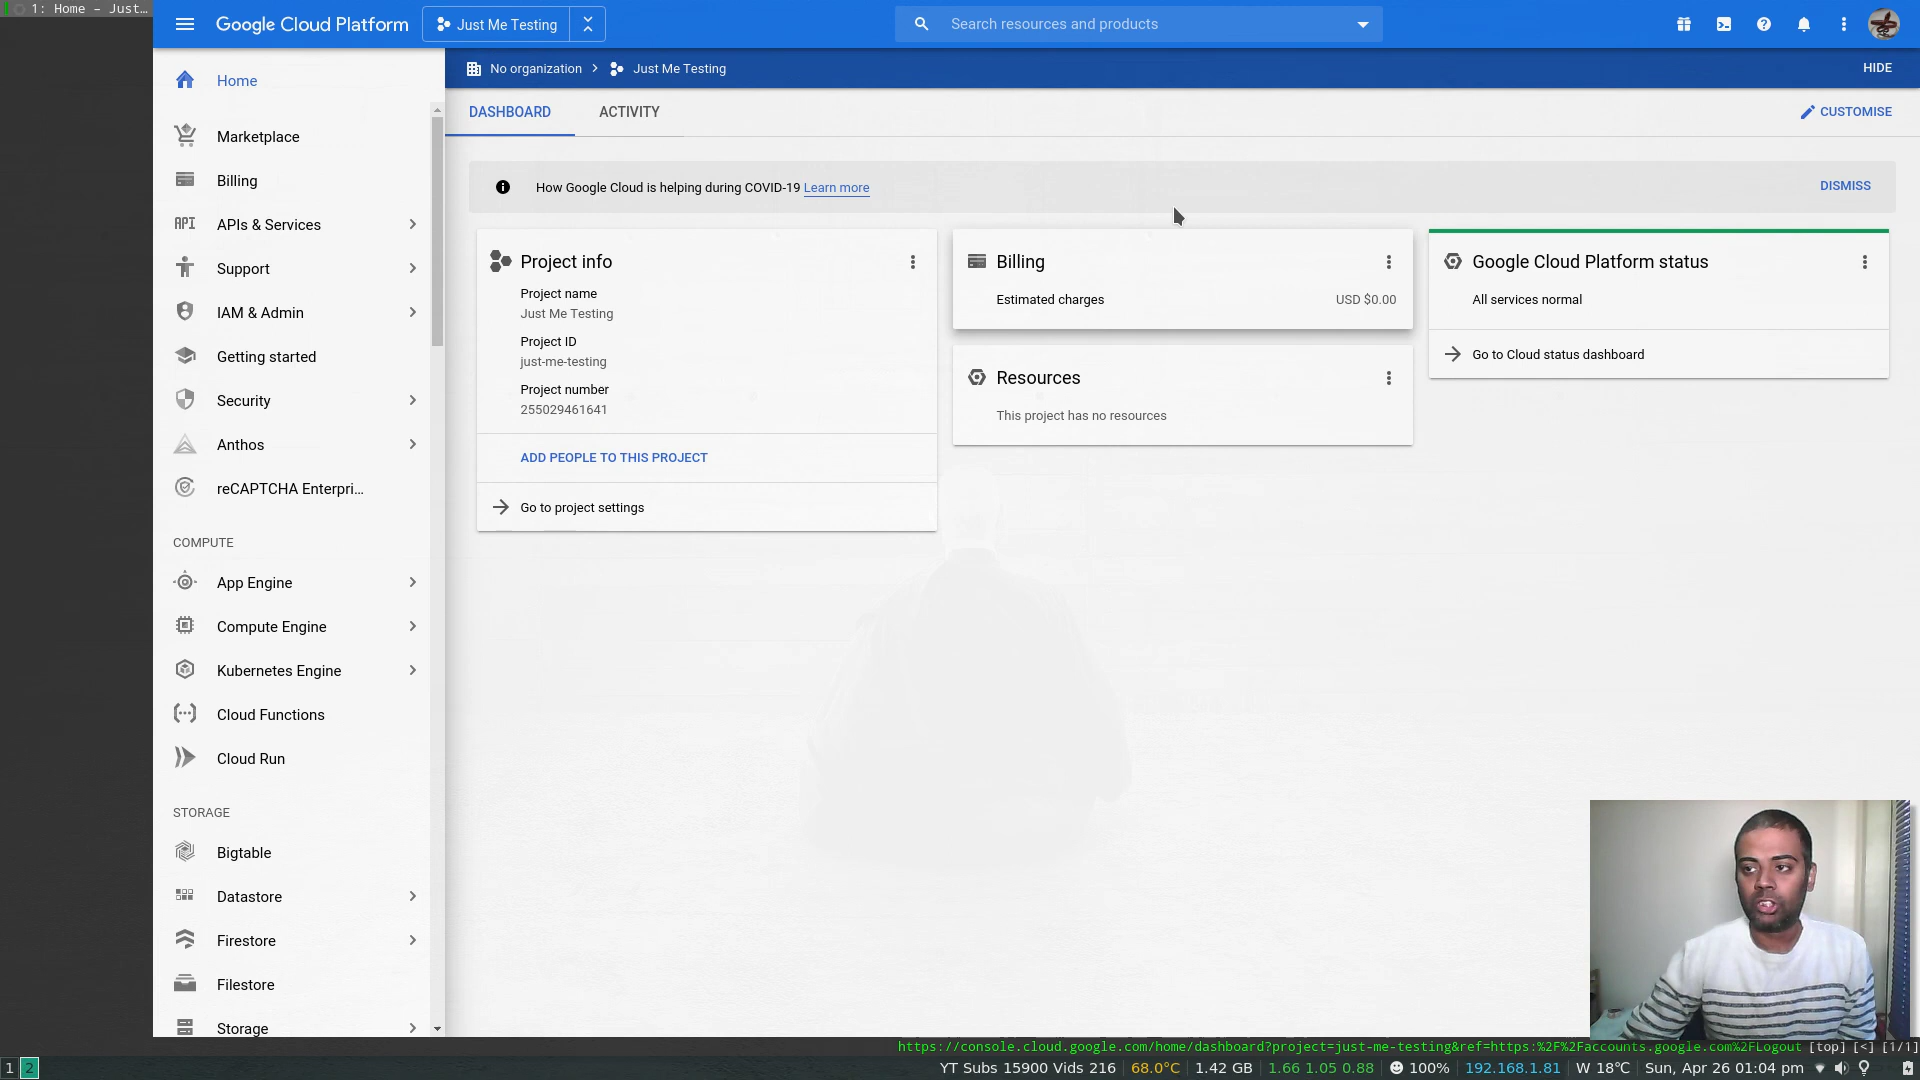 1: Home – Just…
Google Cloud Platform
Just Me Testing
Search resources and products
Home
Marketplace
Billing
API
APIs & Services
Support
IAM & Admin
Getting started
Security
Anthos
reCAPTCHA Enterpri…
COMPUTE
App Engine
Compute Engine
Kubernetes Engine
Cloud Functions
Cloud Run
STORAGE
Bigtable
Datastore
Firestore
Filestore
Storage
No organization
Just Me Testing
HIDE
DASHBOARD
ACTIVITY
CUSTOMISE
How Google Cloud is helping during COVID-19 Learn more
DISMISS
Project info
Project name
Just Me Testing
Project ID
just-me-testing
Project number
255029461641
ADD PEOPLE TO THIS PROJECT
Go to project settings
Billing
Estimated charges USD $0.00
Resources
This project has no resources
Google Cloud Platform status
All services normal
Go to Cloud status dashboard
https://console.cloud.google.com/home/dashboard?project=just-me-testing&ref=https:%2F%2Faccounts.google.com%2FLogout [top] [<] [1/1]
1 2 YT Subs 15900 Vids 216 68.0°C 1.42 GB 1.66 1.05 0.88 100% 192.168.1.81 W 18℃ Sun, Apr 26 01:04 pm